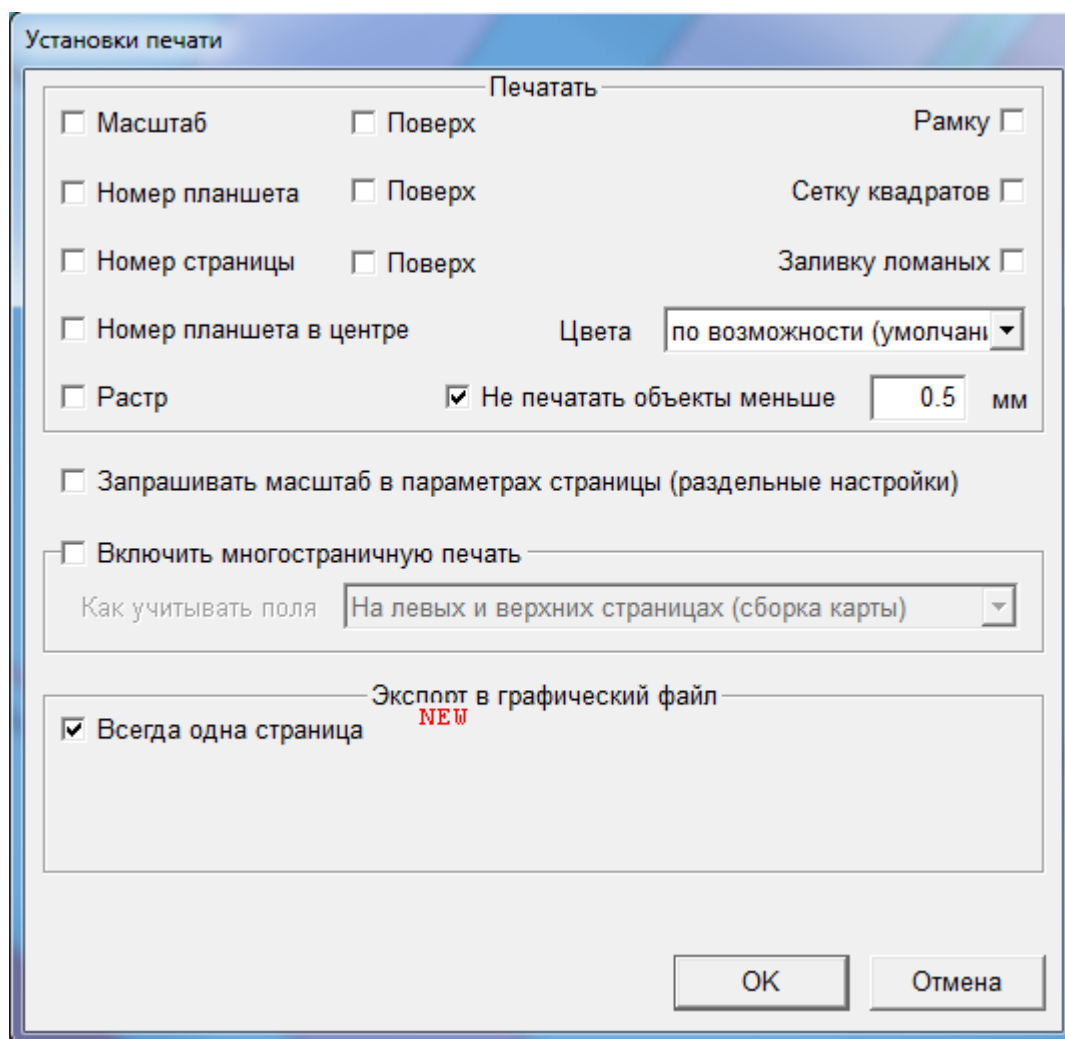 Установки печати
Печатать
Масштаб Поверх Рамку
Номер планшета Поверх Сетку квадратов
Номер страницы Поверх Заливку ломаных
Номер планшета в центре Цвета по возможности (умолчани
Растр Не печатать объекты меньше 0.5 мм
Запрашивать масштаб в параметрах страницы (раздельные настройки)
Включить многостраничную печать
Как учитывать поля На левых и верхних страницах (сборка карты)
Экспорт в графический файл
NEW
Всегда одна страница
OK Отмена